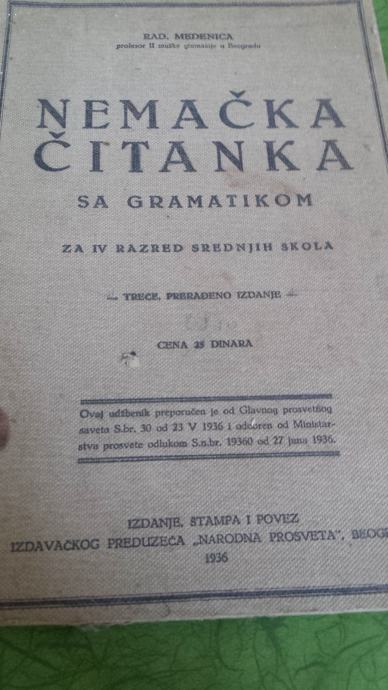 RAD. MEDENICA
profesor II muške gimnazije u Beogradu
NEMAČKA
ČITANKA
SA GRAMATIKOM
ZA IV RAZRED SREDNJIH ŠKOLA
— TREĆE, PRERAĐENO IZDANJE —
CENA 25 DINARA
Ovaj udžbenik preporučen je od Glavnog prosvetnog
saveta S.br. 30 od 23 V 1936 i odobren od Ministar-
stva prosvete odlukom S.n.br. 19360 od 27 juna 1936.
IZDANJE, ŠTAMPA I POVEZ
IZDAVAČKOG PREDUZEĆA „NARODNA PROSVETA”, BEOG
1936